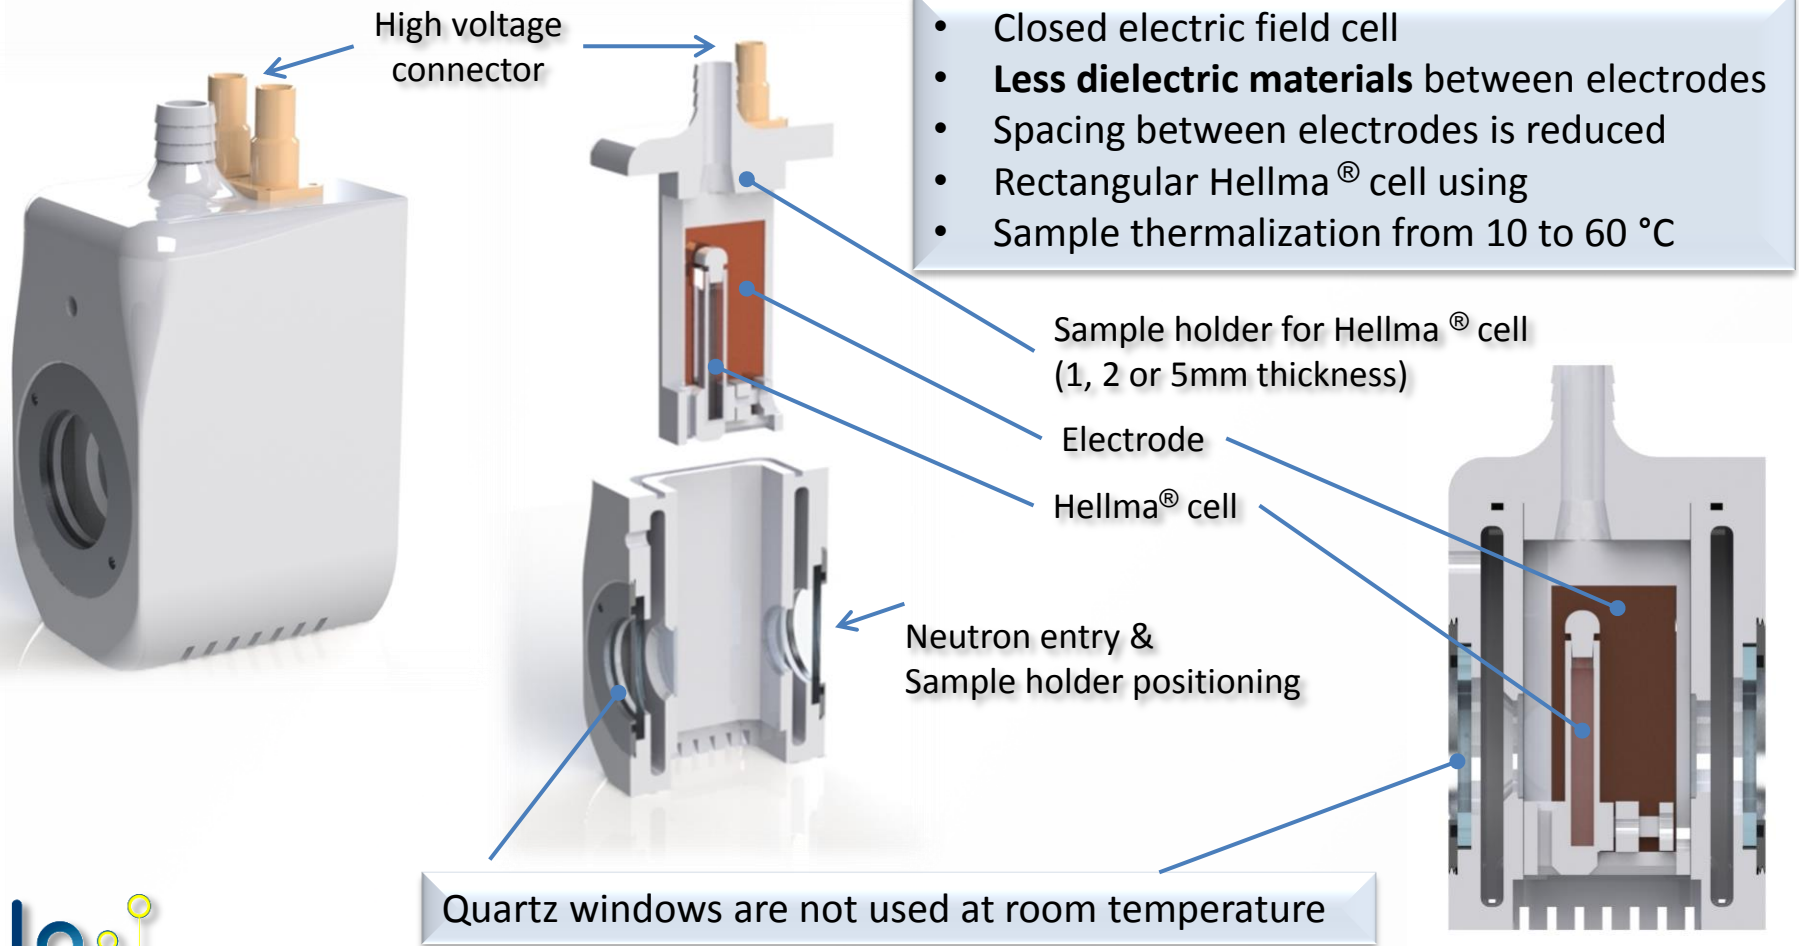 High voltage
connector
• Closed electric field cell
• Less dielectric materials between electrodes
• Spacing between electrodes is reduced
• Rectangular Hellma ® cell using
• Sample thermalization from 10 to 60 °C
Sample holder for Hellma ® cell
(1, 2 or 5mm thickness)
Electrode
Hellma® cell
Neutron entry &
Sample holder positioning
Quartz windows are not used at room temperature